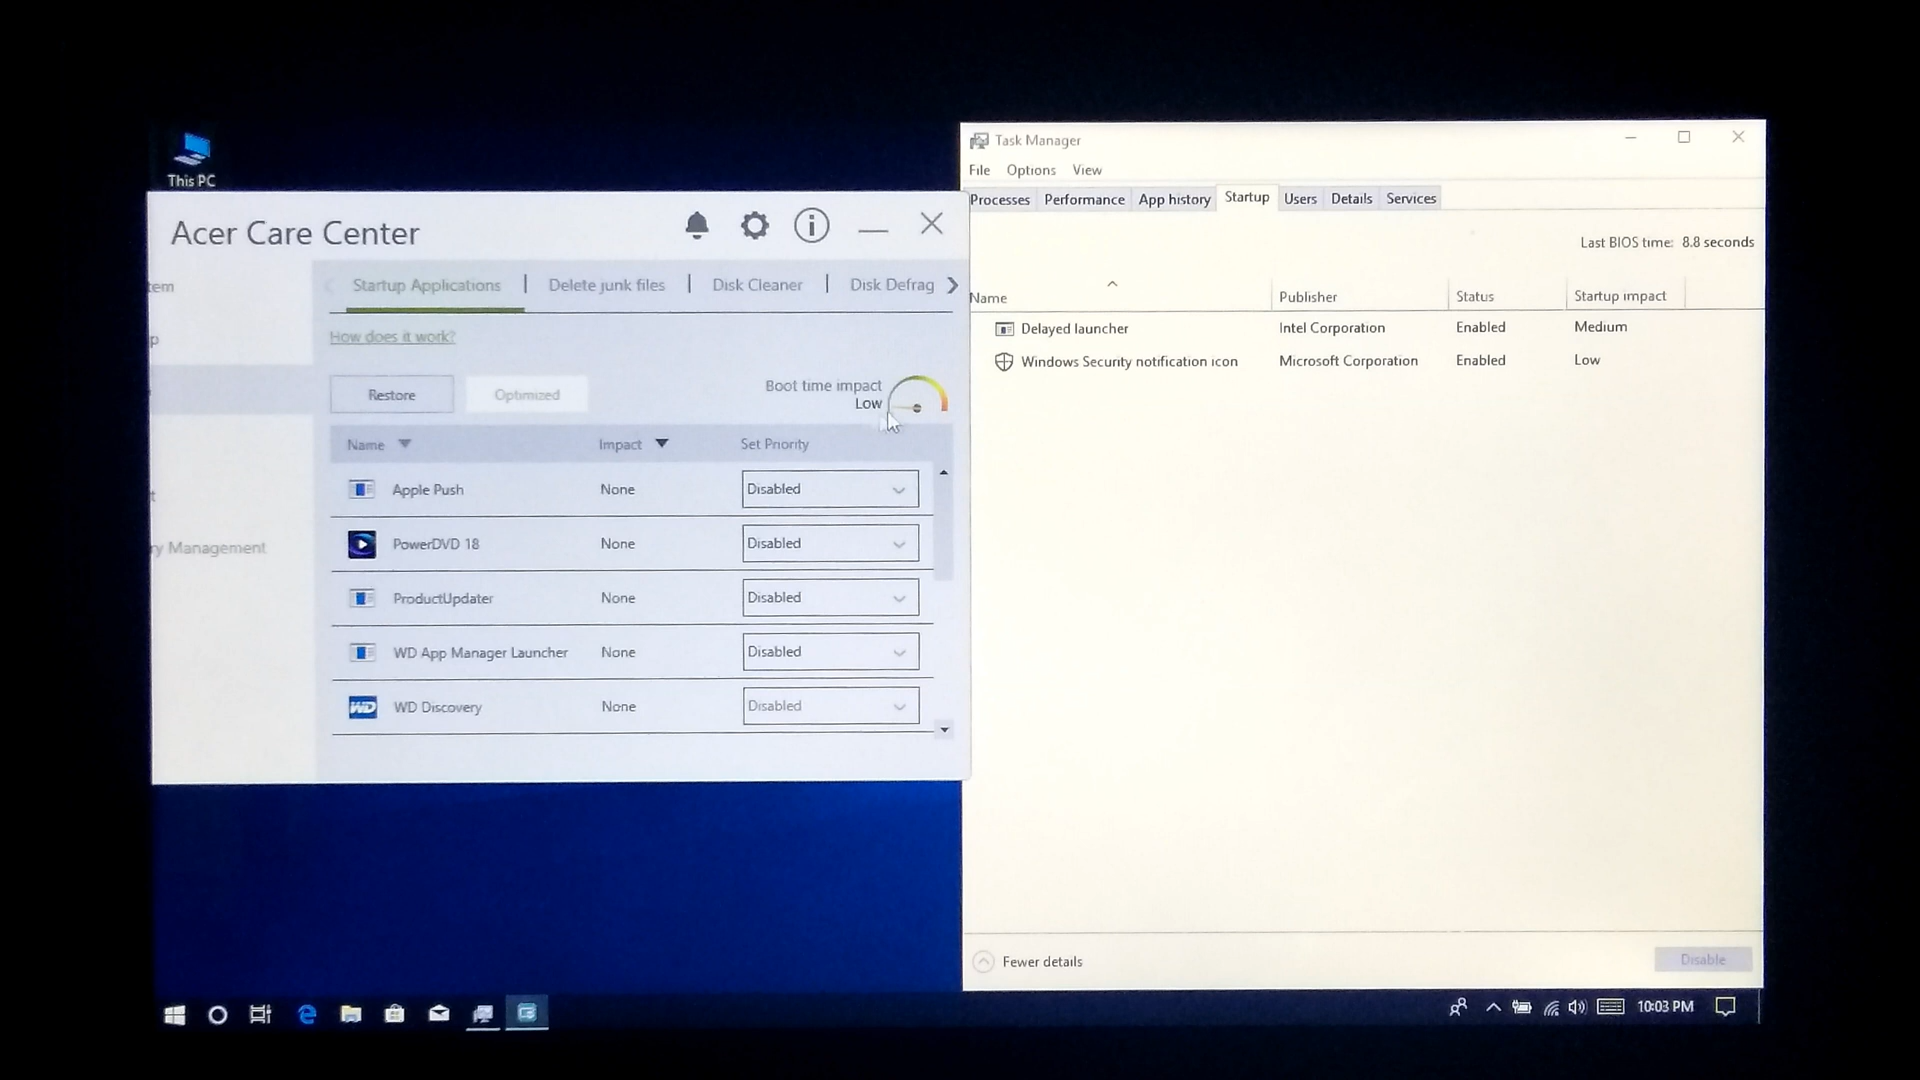 This PC
Acer Care Center
tem
p
t
ry Management
Startup Applications | Delete junk files | Disk Cleaner | Disk Defrag
How does it work?
Restore Optimized
Boot time impact
Low
Name Impact Set Priority
Apple Push None Disabled
PowerDVD 18 None Disabled
ProductUpdater None Disabled
WD App Manager Launcher None Disabled
WD WD Discovery None Disabled
Task Manager
File Options View
Processes Performance App history Startup Users Details Services
Last BIOS time: 8.8 seconds
Name Publisher Status Startup impact
Delayed launcher Intel Corporation Enabled Medium
Windows Security notification icon Microsoft Corporation Enabled Low
Fewer details Disable
10:03 PM